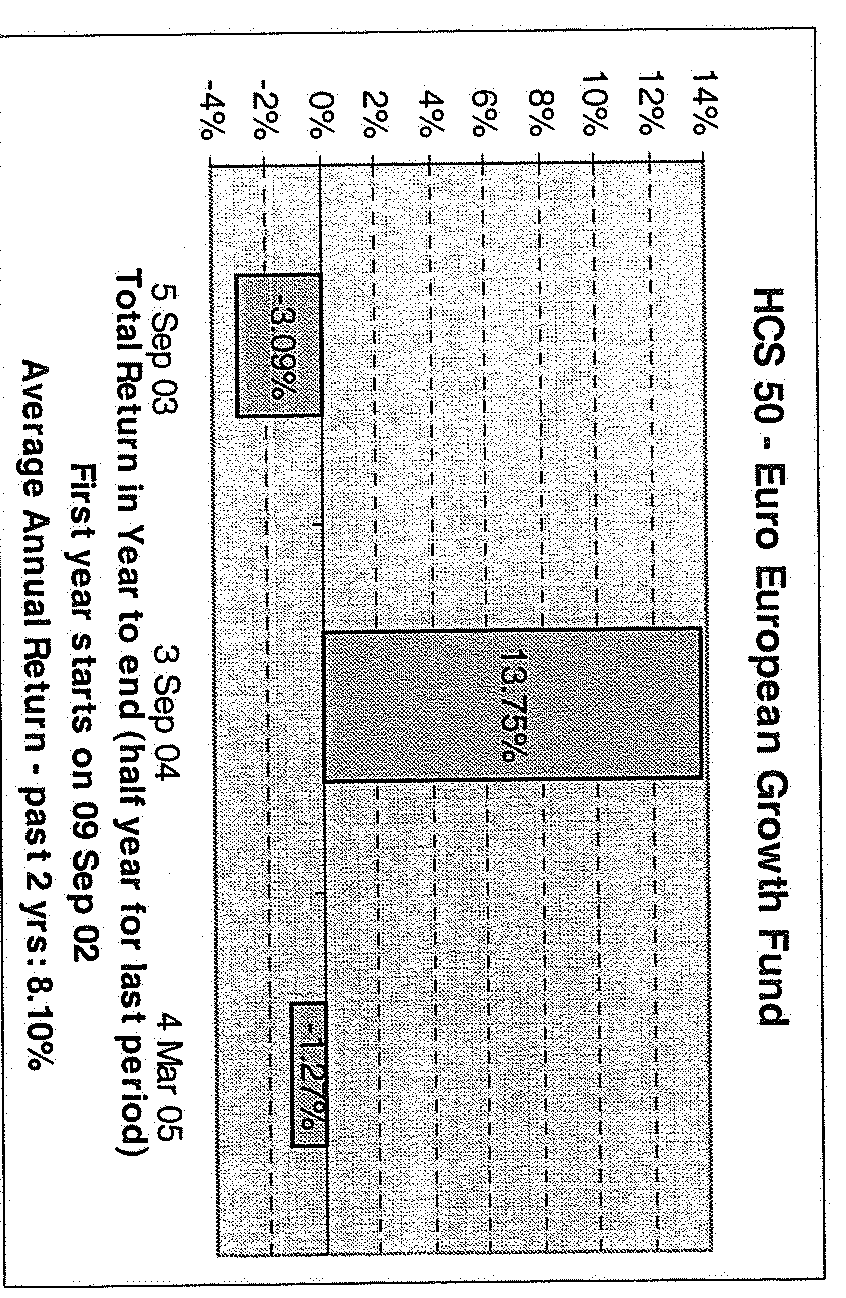 HCS 50 - Euro European Growth Fund
14%
12%
10%
8%
6%
4%
2%
0%
-2%
-4%
-3.09%
13.75%
-1.27%
5 Sep 03
3 Sep 04
4 Mar 05
Total Return in Year to end (half year for last period)
First year starts on 09 Sep 02
Average Annual Return - past 2 yrs: 8.10%